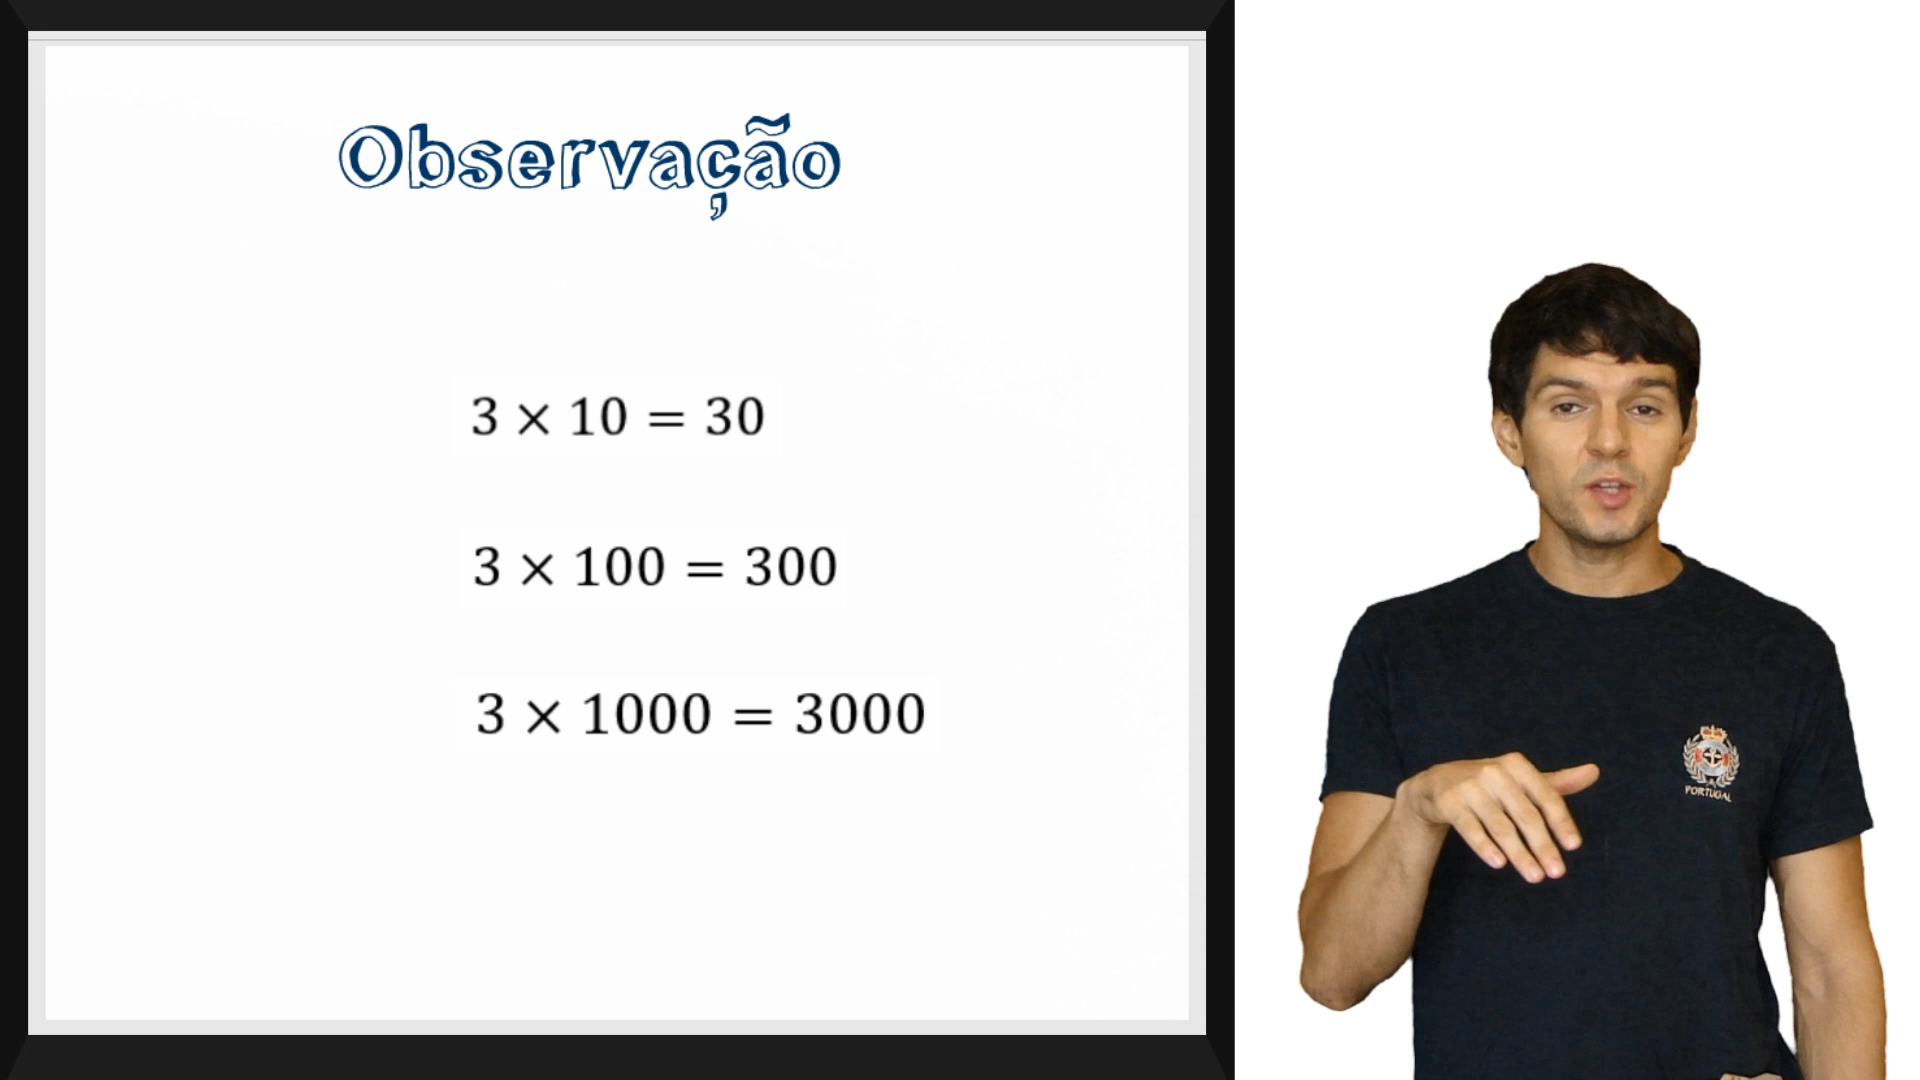 Observação
3 × 10 = 30
3 × 100 = 300
3 × 1000 = 3000
PORTUGAL